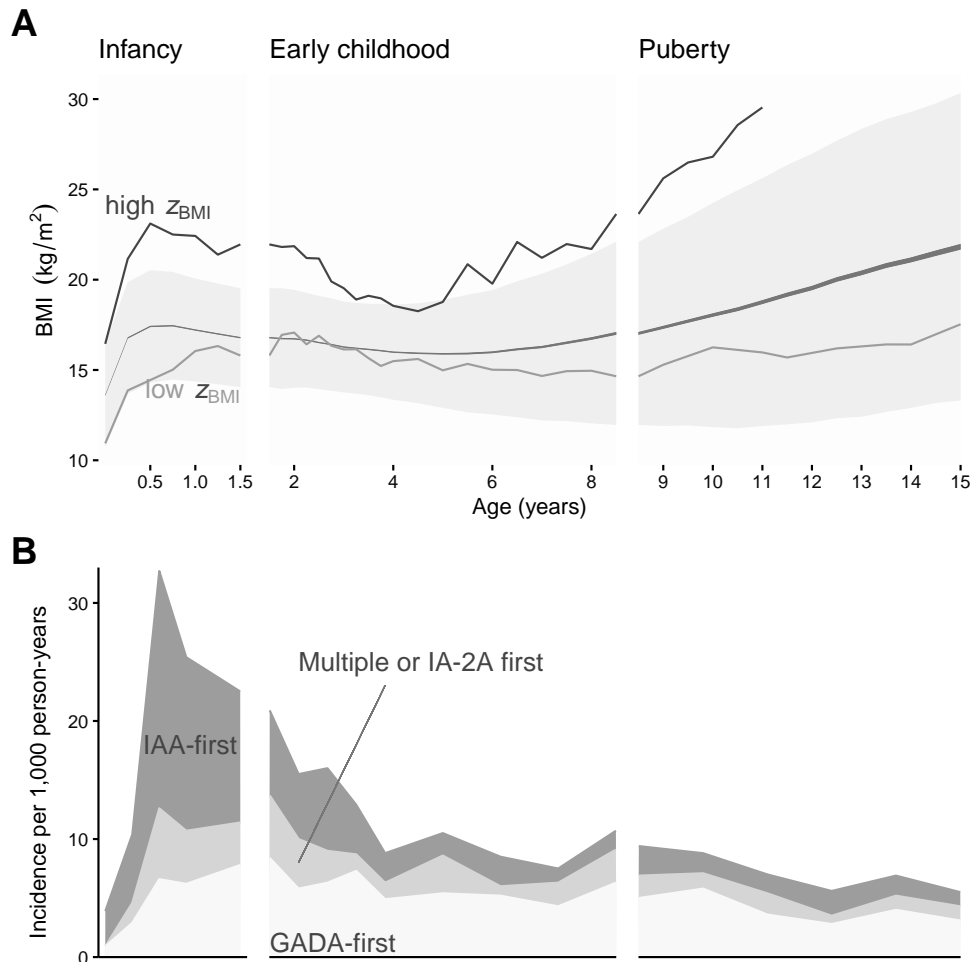 A
Infancy
Early childhood
Puberty
BMI (kg/m²)
30
25
20
15
10
high zBMI
low zBMI
0.5 1.0 1.5 2 4 6 8 9 10 11 12 13 14 15
Age (years)
B
Incidence per 1,000 person-years
30
20
10
0
Multiple or IA-2A first
IAA-first
GADA-first